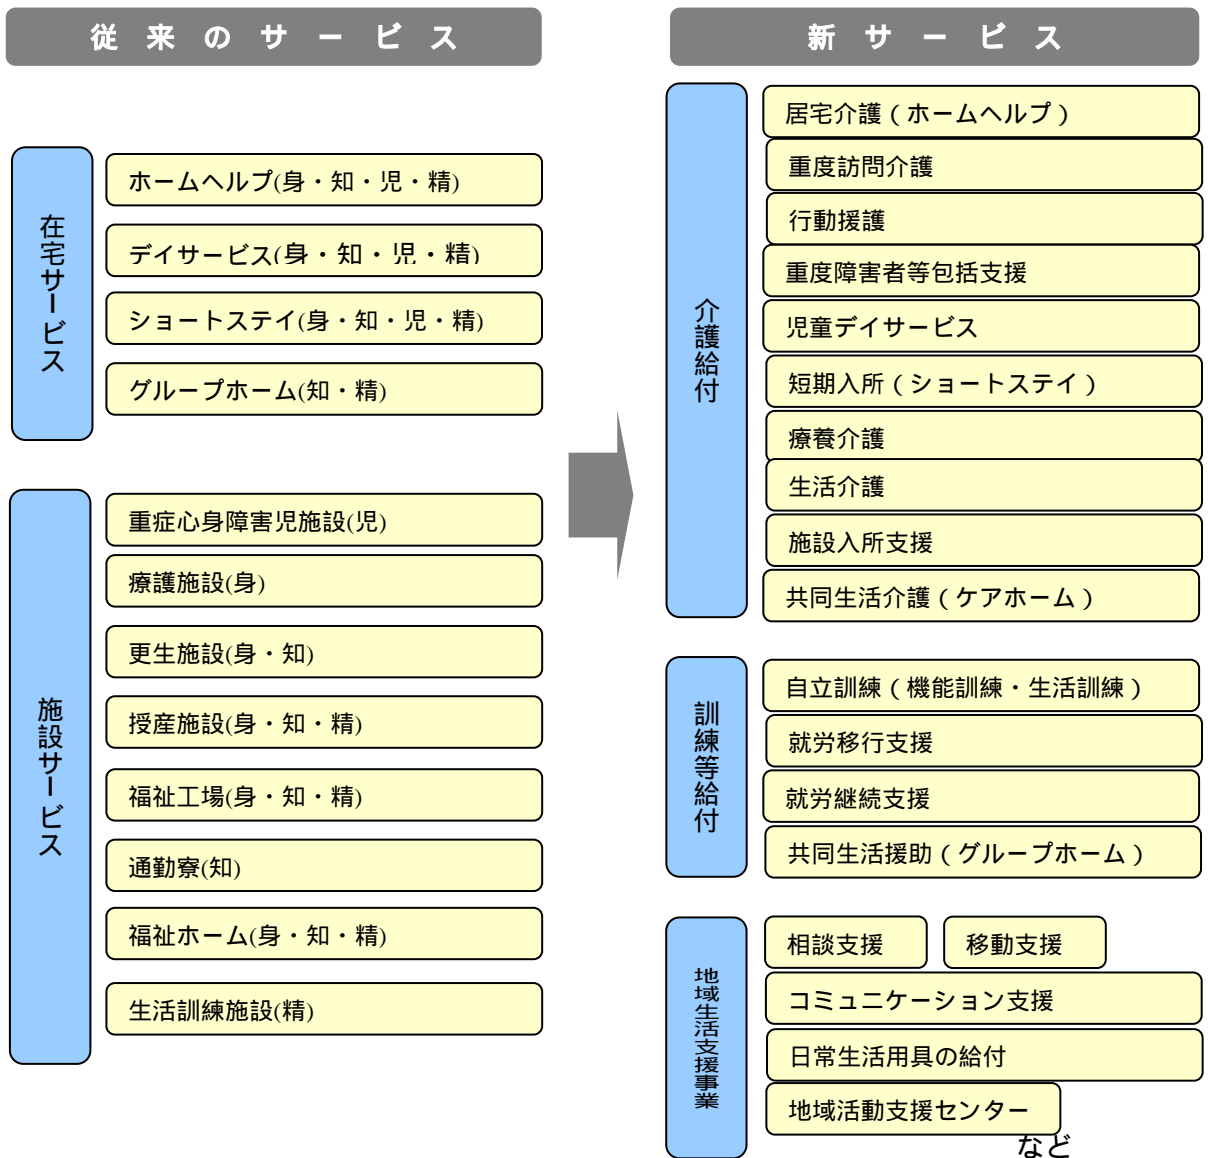 従来のサービス
在宅サービス
ホームヘルプ(身・知・児・精)
デイサービス(身・知・児・精)
ショートステイ(身・知・児・精)
グループホーム(知・精)
施設サービス
重症心身障害児施設(児)
療護施設(身)
更生施設(身・知)
授産施設(身・知・精)
福祉工場(身・知・精)
通勤寮(知)
福祉ホーム(身・知・精)
生活訓練施設(精)
新サービス
介護給付
居宅介護（ホームヘルプ）
重度訪問介護
行動援護
重度障害者等包括支援
児童デイサービス
短期入所（ショートステイ）
療養介護
生活介護
施設入所支援
共同生活介護（ケアホーム）
訓練等給付
自立訓練（機能訓練・生活訓練）
就労移行支援
就労継続支援
共同生活援助（グループホーム）
地域生活支援事業
相談支援
移動支援
コミュニケーション支援
日常生活用具の給付
地域活動支援センター
など